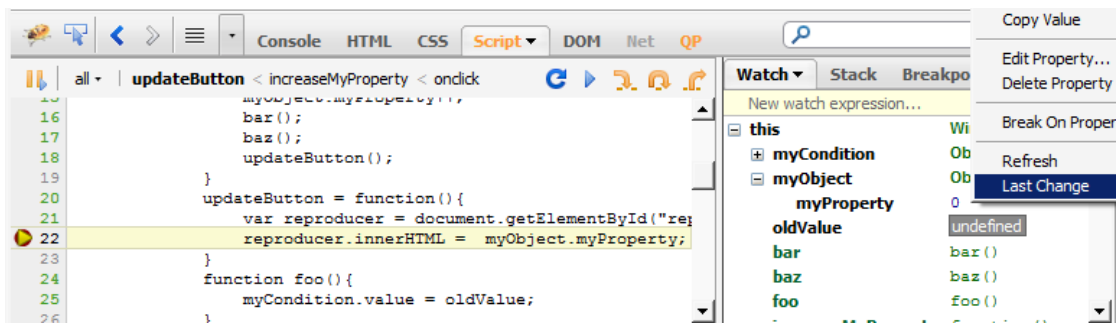 Console HTML CSS Script DOM Net QP
all updateButton < increaseMyProperty < onclick
15 myObject.myProperty++;
16 bar();
17 baz();
18 updateButton();
19 }
20 updateButton = function(){
21 var reproducer = document.getElementById("rep
22 reproducer.innerHTML = myObject.myProperty;
23 }
24 function foo(){
25 myCondition.value = oldValue;
26 }
Watch Stack Breakpo
New watch expression...
this Wi
myCondition Ob
myObject Ob
myProperty 0
oldValue undefined
bar bar()
baz baz()
foo foo()
Copy Value
Edit Property...
Delete Property
Break On Proper
Refresh
Last Change